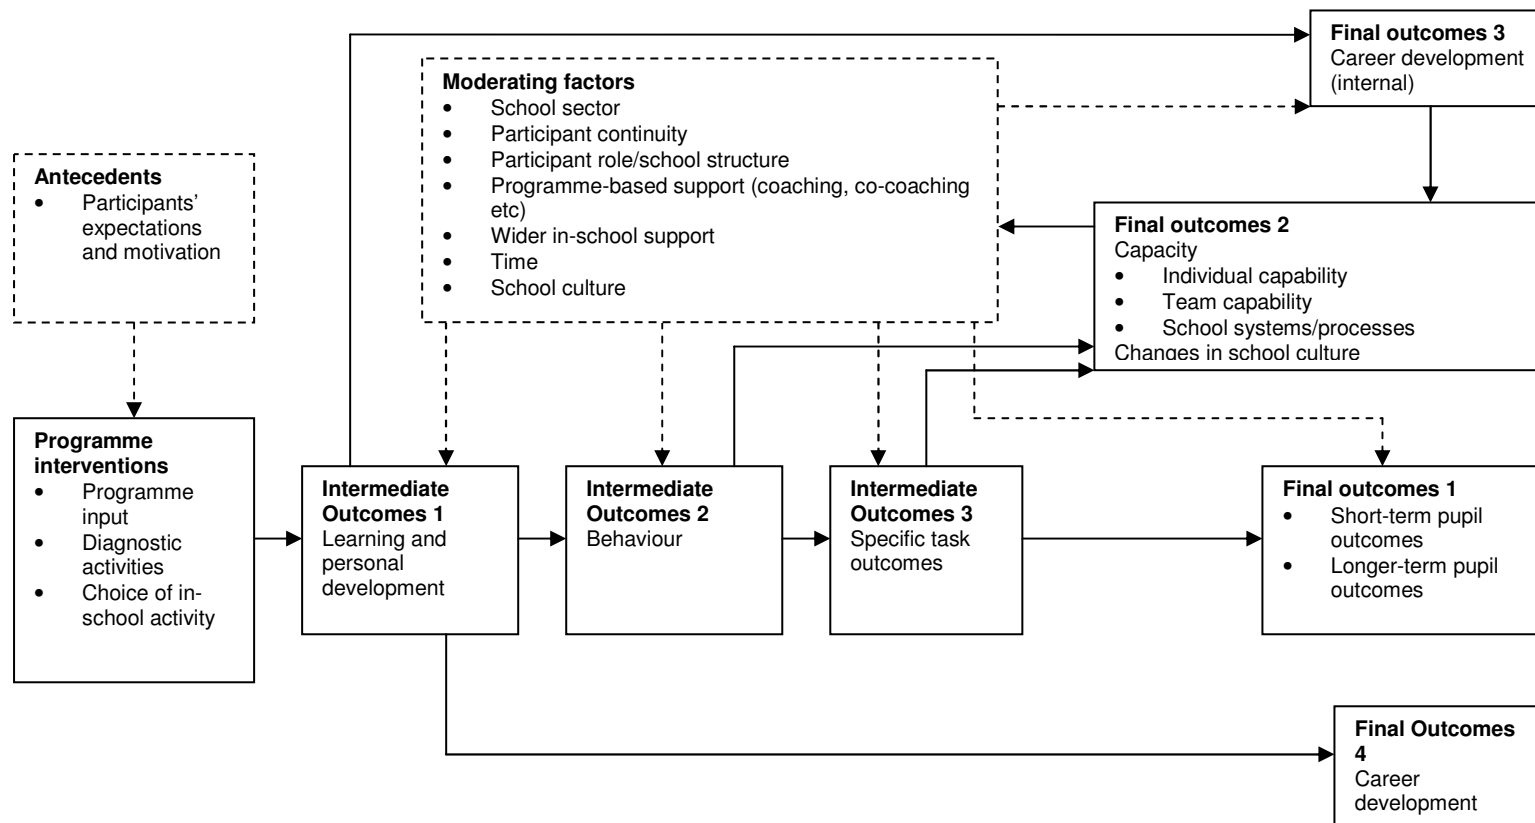 Final outcomes 3
Career development
(internal)
Moderating factors
• School sector
• Participant continuity
• Participant role/school structure
• Programme-based support (coaching, co-coaching
etc)
• Wider in-school support
• Time
• School culture
Antecedents
• Participants’
expectations
and motivation
Final outcomes 2
Capacity
• Individual capability
• Team capability
• School systems/processes
Changes in school culture
Programme
interventions
• Programme
input
• Diagnostic
activities
• Choice of in-
school activity
Intermediate
Outcomes 1
Learning and
personal
development
Intermediate
Outcomes 2
Behaviour
Intermediate
Outcomes 3
Specific task
outcomes
Final outcomes 1
• Short-term pupil
outcomes
• Longer-term pupil
outcomes
Final Outcomes
4
Career
development